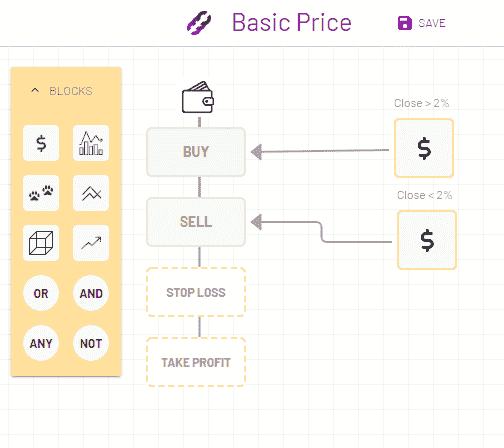 Basic Price
SAVE
BLOCKS
$
OR
AND
ANY
NOT
BUY
SELL
STOP LOSS
TAKE PROFIT
Close > 2%
$
Close < 2%
$